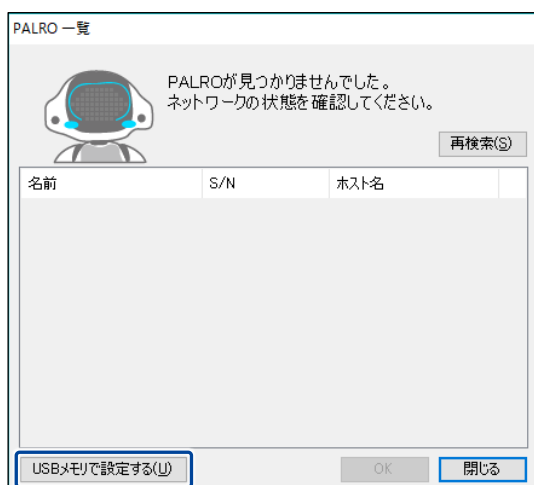 PALRO 一覧
PALROが見つかりませんでした。
ネットワークの状態を確認してください。
再検索(S)
名前 S/N ホスト名
USBメモリで設定する(U) OK 閉じる